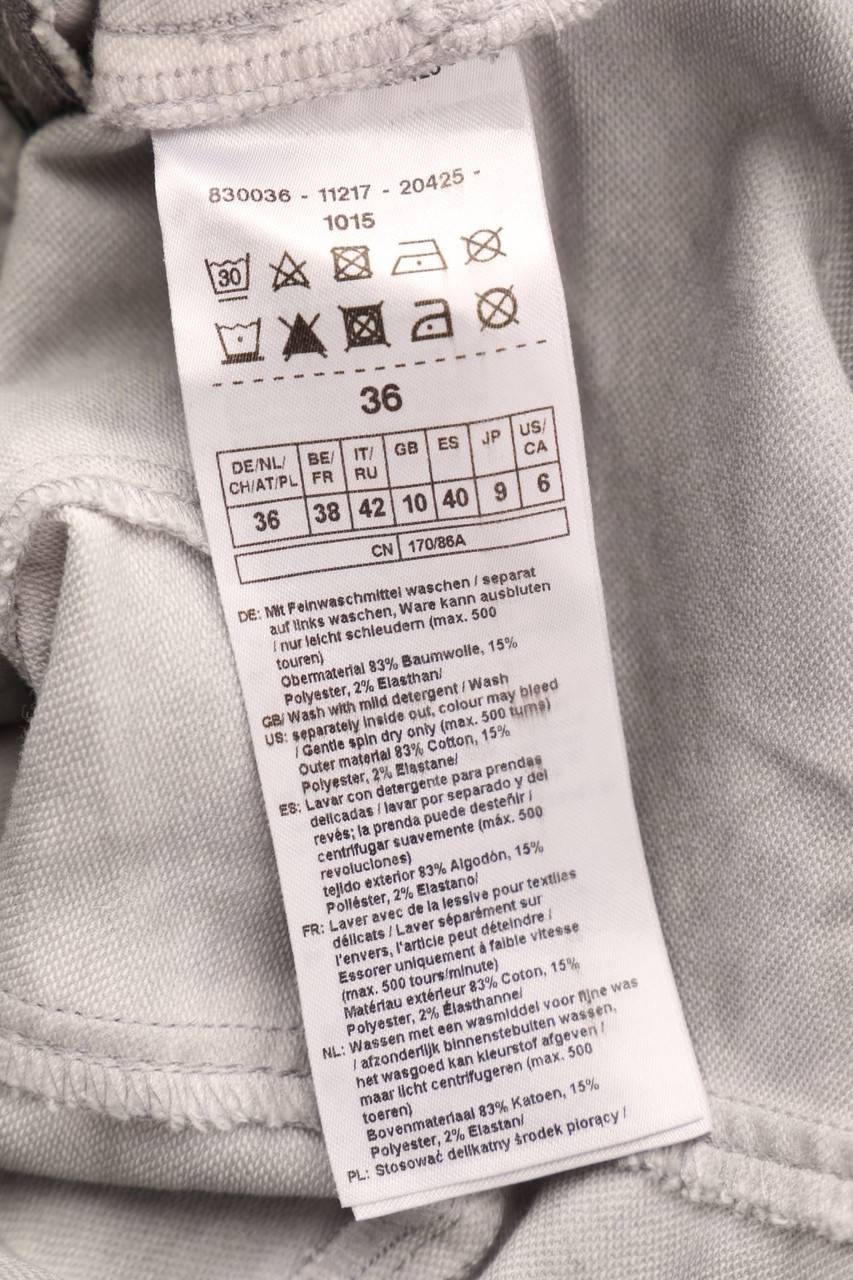 830036 - 11217 - 20425 -
1015
30
36
DE/NL/ CH/AT/PL BE/ FR IT/ RU GB ES JP US/ CA
36 38 42 10 40 9 6
CN 170/86A
DE: Mit Feinwaschmittel waschen / separat
auf links waschen, Ware kann ausbluten
/ nur leicht schleudern (max. 500
touren)
Obermaterial 83% Baumwolle, 15%
Polyester, 2% Elasthan/
GB/ Wash with mild detergent / Wash
US: separately inside out, colour may bleed
/ Gentle spin dry only (max. 500 turns)
Outer material 83% Cotton, 15%
Polyester, 2% Elastane/
ES: Lavar con detergente para prendas
delicadas / lavar por separado y del
revés; la prenda puede desteñir /
centrifugar suavemente (máx. 500
revoluciones)
tejido exterior 83% Algodón, 15%
Poliéster, 2% Elastano/
FR: Laver avec de la lessive pour textiles
délicats / Laver séparément sur
l'envers, l'article peut déteindre /
Essorer uniquement à faible vitesse
(max. 500 tours/minute)
Matériau extérieur 83% Coton, 15%
Polyester, 2% Élasthanne/
NL: Wassen met een wasmiddel voor fijne was
/ afzonderlijk binnenstebuiten wassen,
het wasgoed kan kleurstof afgeven /
maar licht centrifugeren (max. 500
toeren)
Bovenmateriaal 83% Katoen, 15%
Polyester, 2% Elastan/
PL: Stosować delikatny środek piorący /